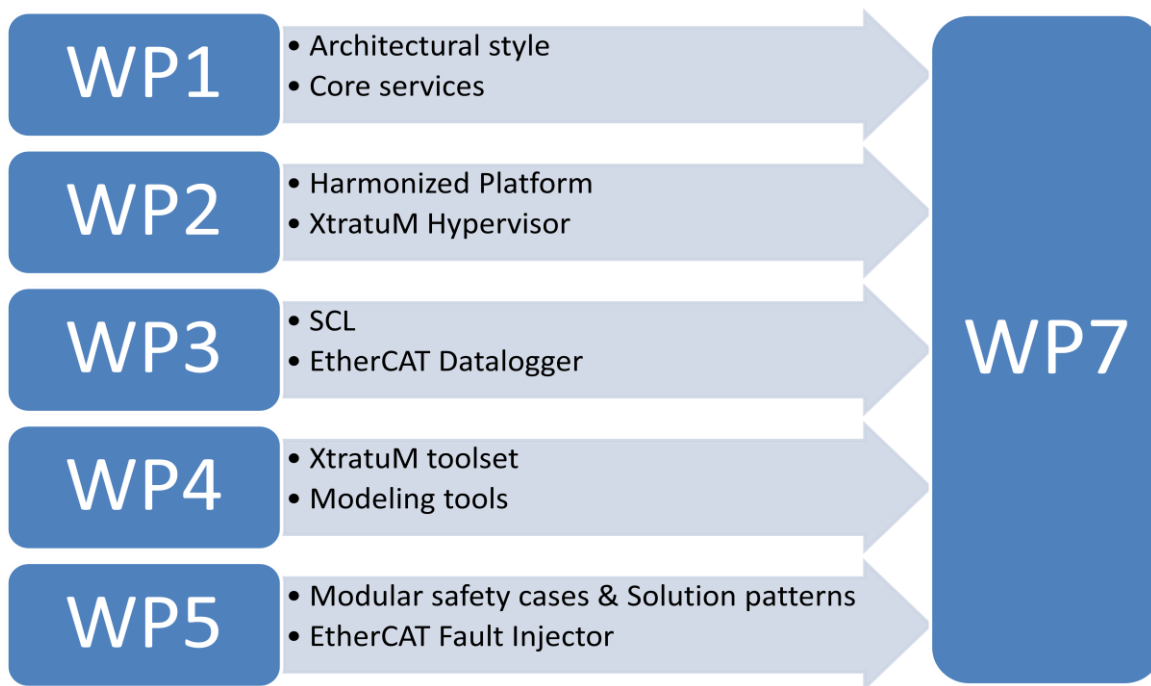 WP1
• Architectural style
• Core services
WP2
• Harmonized Platform
• XtratuM Hypervisor
WP3
• SCL
• EtherCAT Datalogger
WP4
• XtratuM toolset
• Modeling tools
WP5
• Modular safety cases & Solution patterns
• EtherCAT Fault Injector
WP7